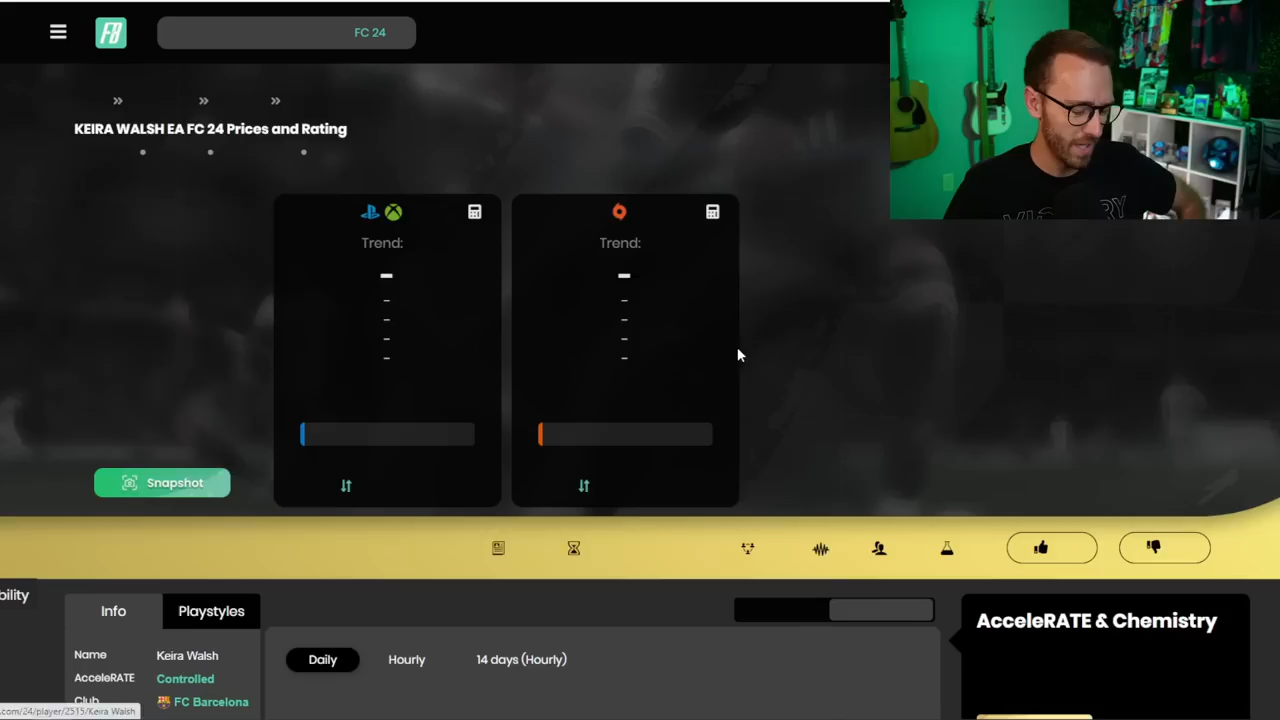 FB
FC 24
KEIRA WALSH EA FC 24 Prices and Rating
Trend:
Trend:
Snapshot
bility
Info
Playstyles
AcceleRATE & Chemistry
Name
Keira Walsh
Daily
Hourly
14 days (Hourly)
AcceleRATE
Controlled
Club
FC Barcelona
.com/24/player/2515/Keira Walsh